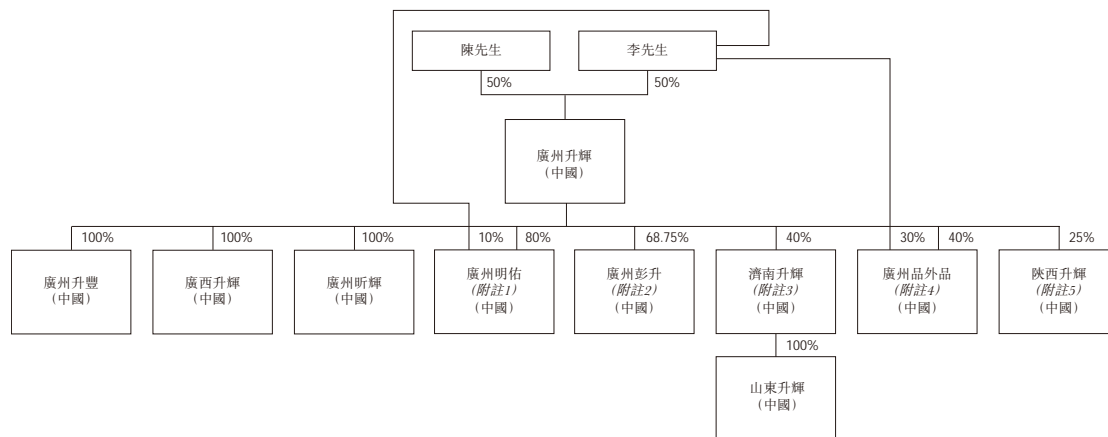 陳先生
李先生
50%
50%
廣州升輝
(中國)
100%
100%
100%
10%
80%
68.75%
40%
30%
40%
25%
廣州升豐
(中國)
廣西升輝
(中國)
廣州昕輝
(中國)
廣州明佑
(附註1)
(中國)
廣州彭升
(附註2)
(中國)
濟南升輝
(附註3)
(中國)
廣州品外品
(附註4)
(中國)
陝西升輝
(附註5)
(中國)
100%
山東升輝
(中國)